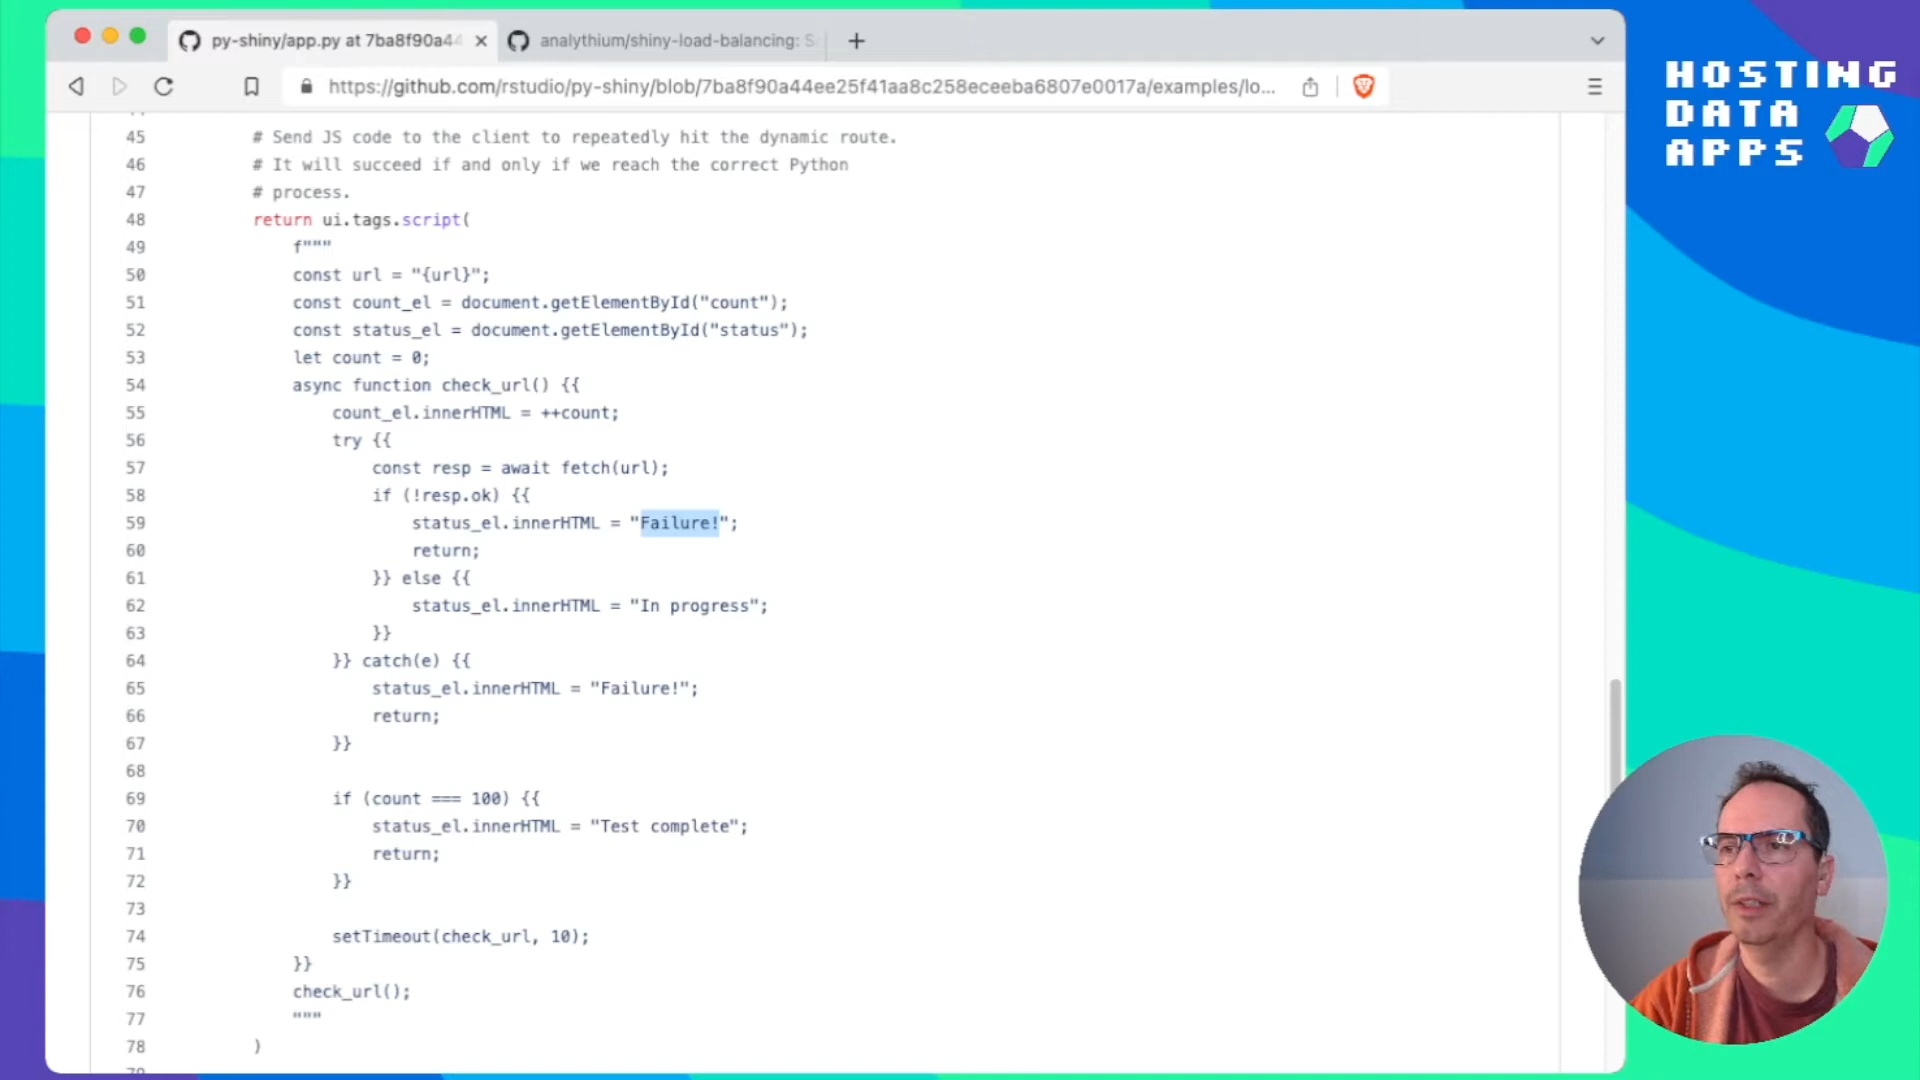 py-shiny/app.py at 7ba8f90a44
analythium/shiny-load-balancing: S
https://github.com/rstudio/py-shiny/blob/7ba8f90a44ee25f41aa8c258eceeba6807e0017a/examples/lo...
HOSTING
DATA
APPS
45 # Send JS code to the client to repeatedly hit the dynamic route.
46 # It will succeed if and only if we reach the correct Python
47 # process.
48 return ui.tags.script(
49 f"""
50 const url = "{url}";
51 const count_el = document.getElementById("count");
52 const status_el = document.getElementById("status");
53 let count = 0;
54 async function check_url() {{
55 count_el.innerHTML = ++count;
56 try {{
57 const resp = await fetch(url);
58 if (!resp.ok) {{
59 status_el.innerHTML = "Failure!";
60 return;
61 }} else {{
62 status_el.innerHTML = "In progress";
63 }}
64 }} catch(e) {{
65 status_el.innerHTML = "Failure!";
66 return;
67 }}
68
69 if (count === 100) {{
70 status_el.innerHTML = "Test complete";
71 return;
72 }}
73
74 setTimeout(check_url, 10);
75 }}
76 check_url();
77 """
78 )